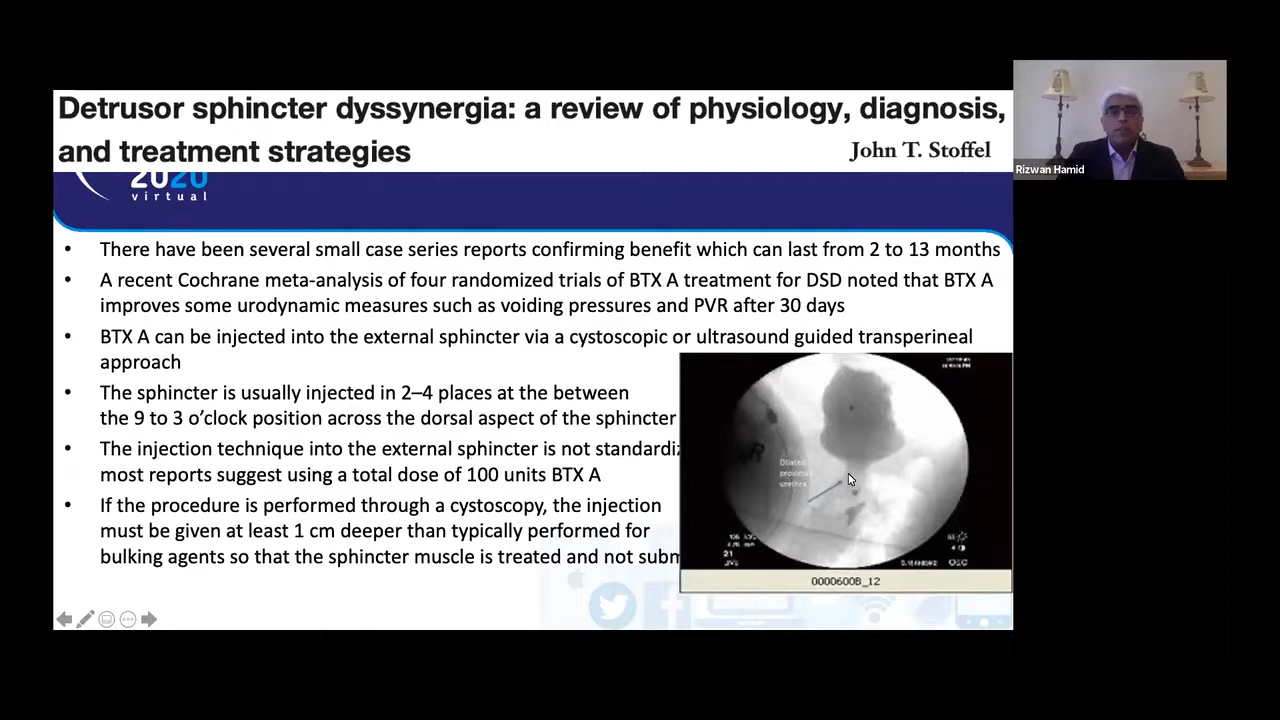 Detrusor sphincter dyssynergia: a review of physiology, diagnosis,
and treatment strategies
John T. Stoffel
Rizwan Hamid
2020
virtual
• There have been several small case series reports confirming benefit which can last from 2 to 13 months
• A recent Cochrane meta-analysis of four randomized trials of BTX A treatment for DSD noted that BTX A
improves some urodynamic measures such as voiding pressures and PVR after 30 days
• BTX A can be injected into the external sphincter via a cystoscopic or ultrasound guided transperineal
approach
• The sphincter is usually injected in 2–4 places at the between
the 9 to 3 o’clock position across the dorsal aspect of the sphincter
• The injection technique into the external sphincter is not standardi
most reports suggest using a total dose of 100 units BTX A
• If the procedure is performed through a cystoscopy, the injection
must be given at least 1 cm deeper than typically performed for
bulking agents so that the sphincter muscle is treated and not subm
R
Dilated
proximal
urethra
21
0000600B_12